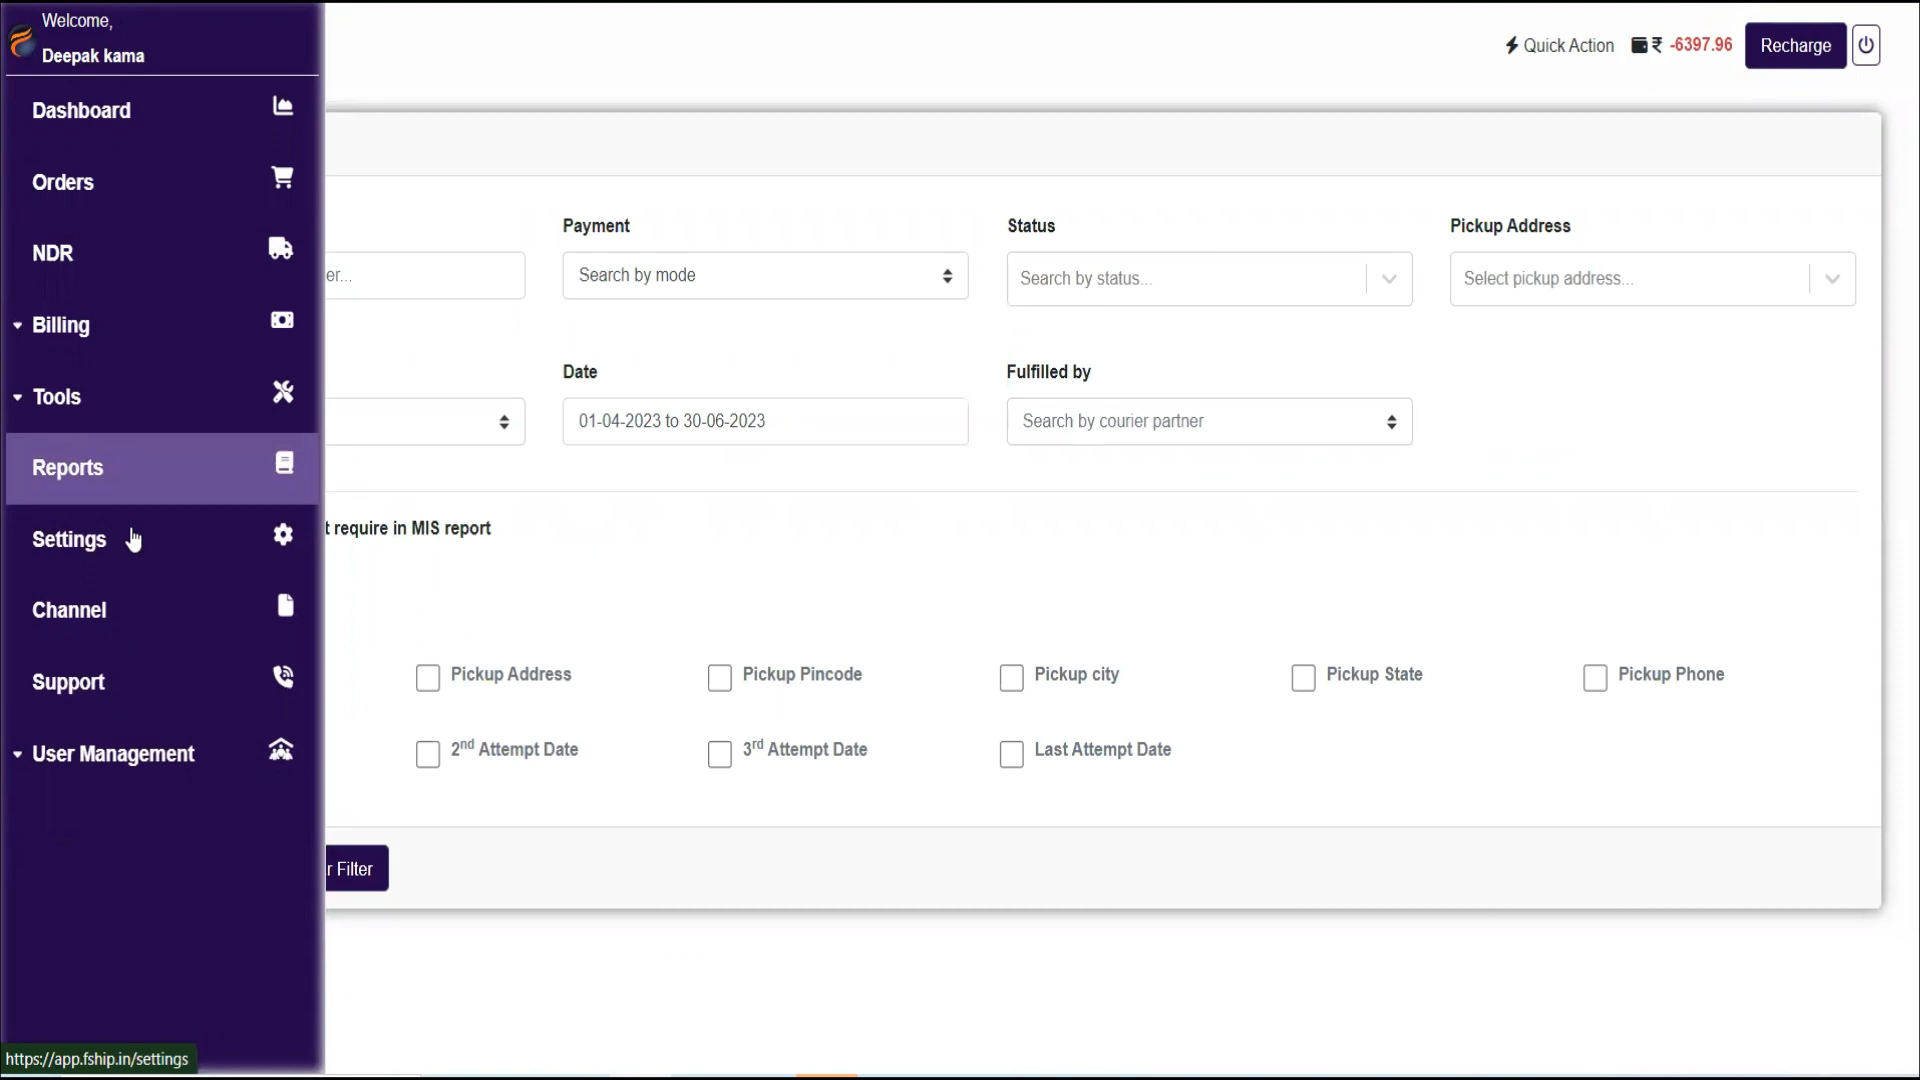 Welcome,
Deepak kama
Quick Action
₹ -6397.96
Recharge
Dashboard
Orders
NDR
Billing
Tools
Reports
Settings
Channel
Support
User Management
Payment
Status
Pickup Address
er...
Search by mode
Search by status...
Select pickup address...
Date
Fulfilled by
01-04-2023 to 30-06-2023
Search by courier partner
t require in MIS report
Pickup Address
Pickup Pincode
Pickup city
Pickup State
Pickup Phone
2nd Attempt Date
3rd Attempt Date
Last Attempt Date
r Filter
https://app.fship.in/settings